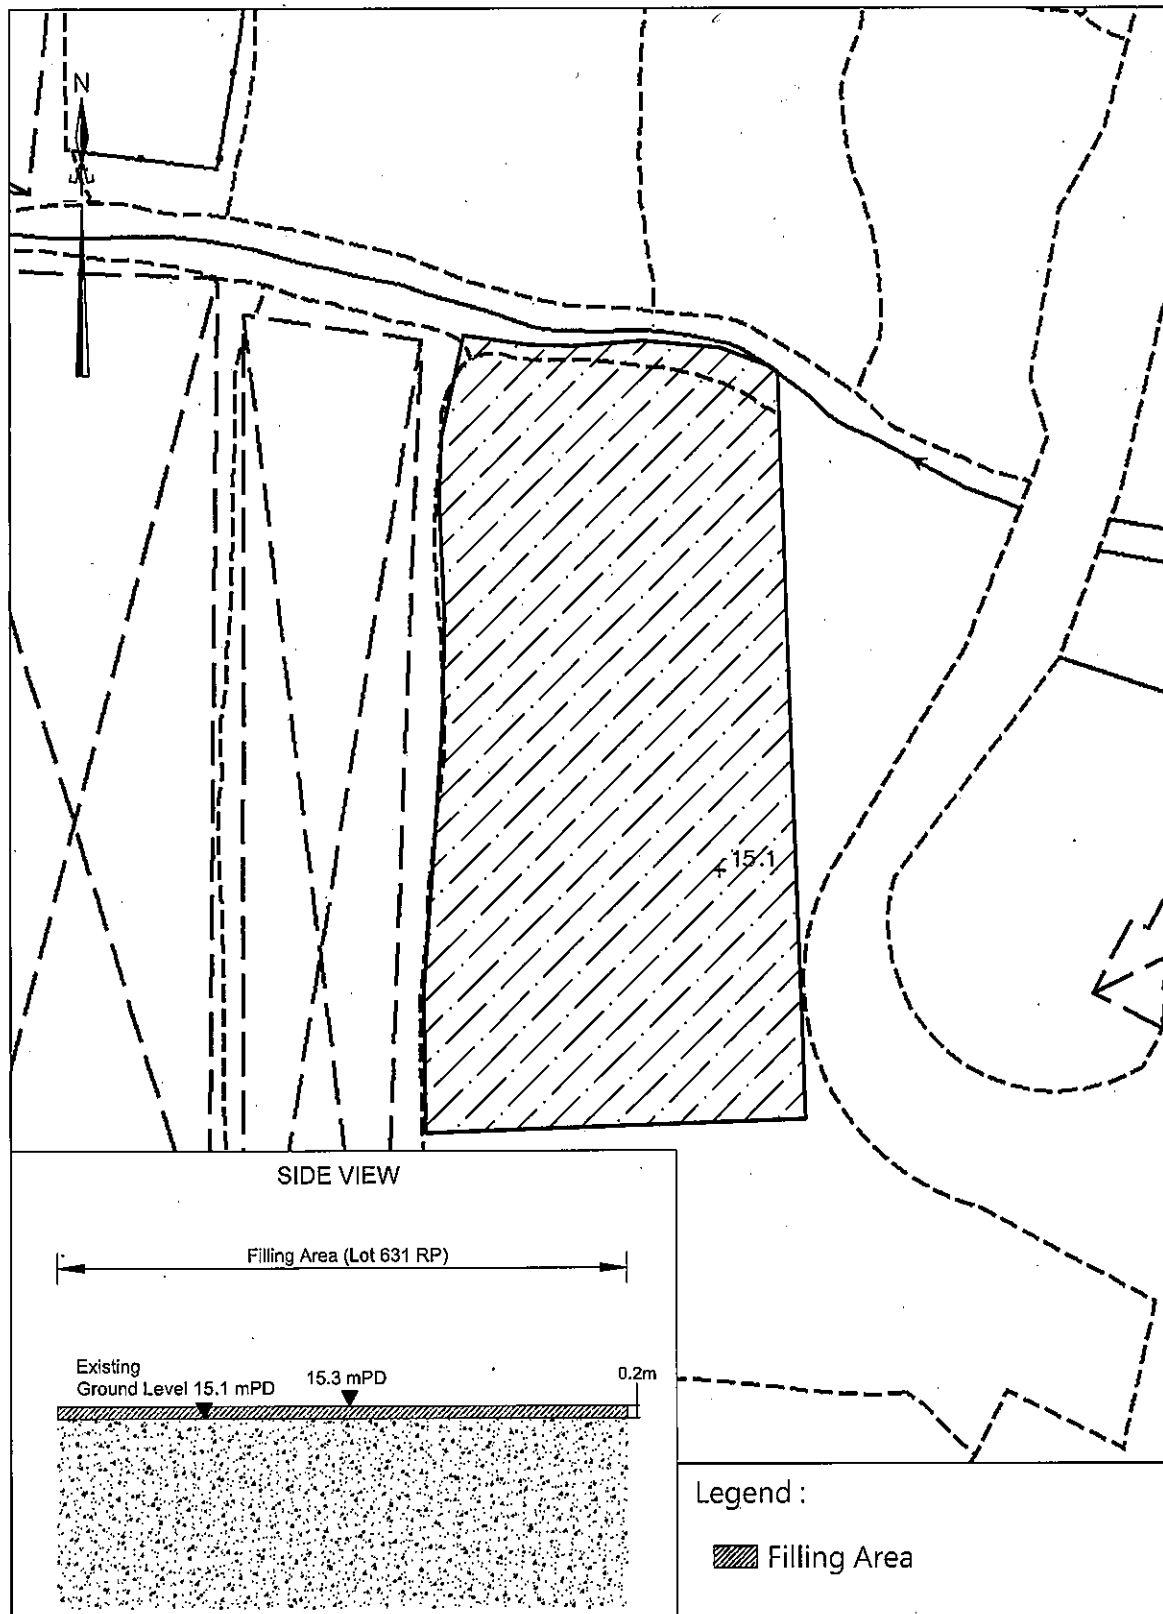 N
15.1
SIDE VIEW
Filling Area (Lot 631 RP)
Existing
Ground Level 15.1 mPD
15.3 mPD
0.2m
Legend :
Filling Area